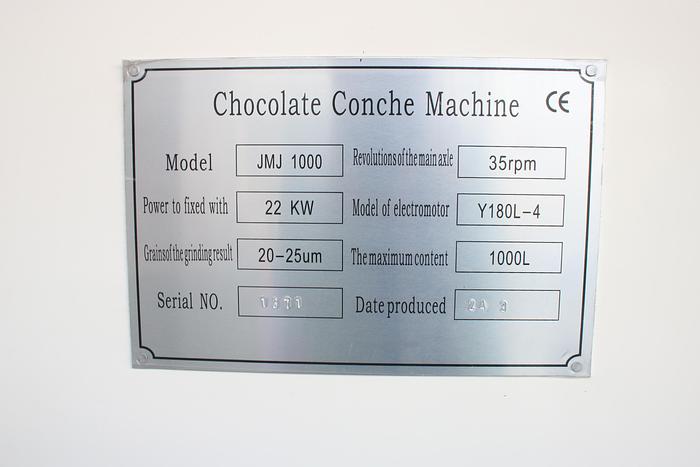 Chocolate Conche Machine CE
Model JMJ 1000 Revolutions of the main axle 35rpm
Power to fixed with 22 KW Model of electromotor Y180L-4
Grains of the grinding result 20-25um The maximum content 1000L
Serial NO. Date produced